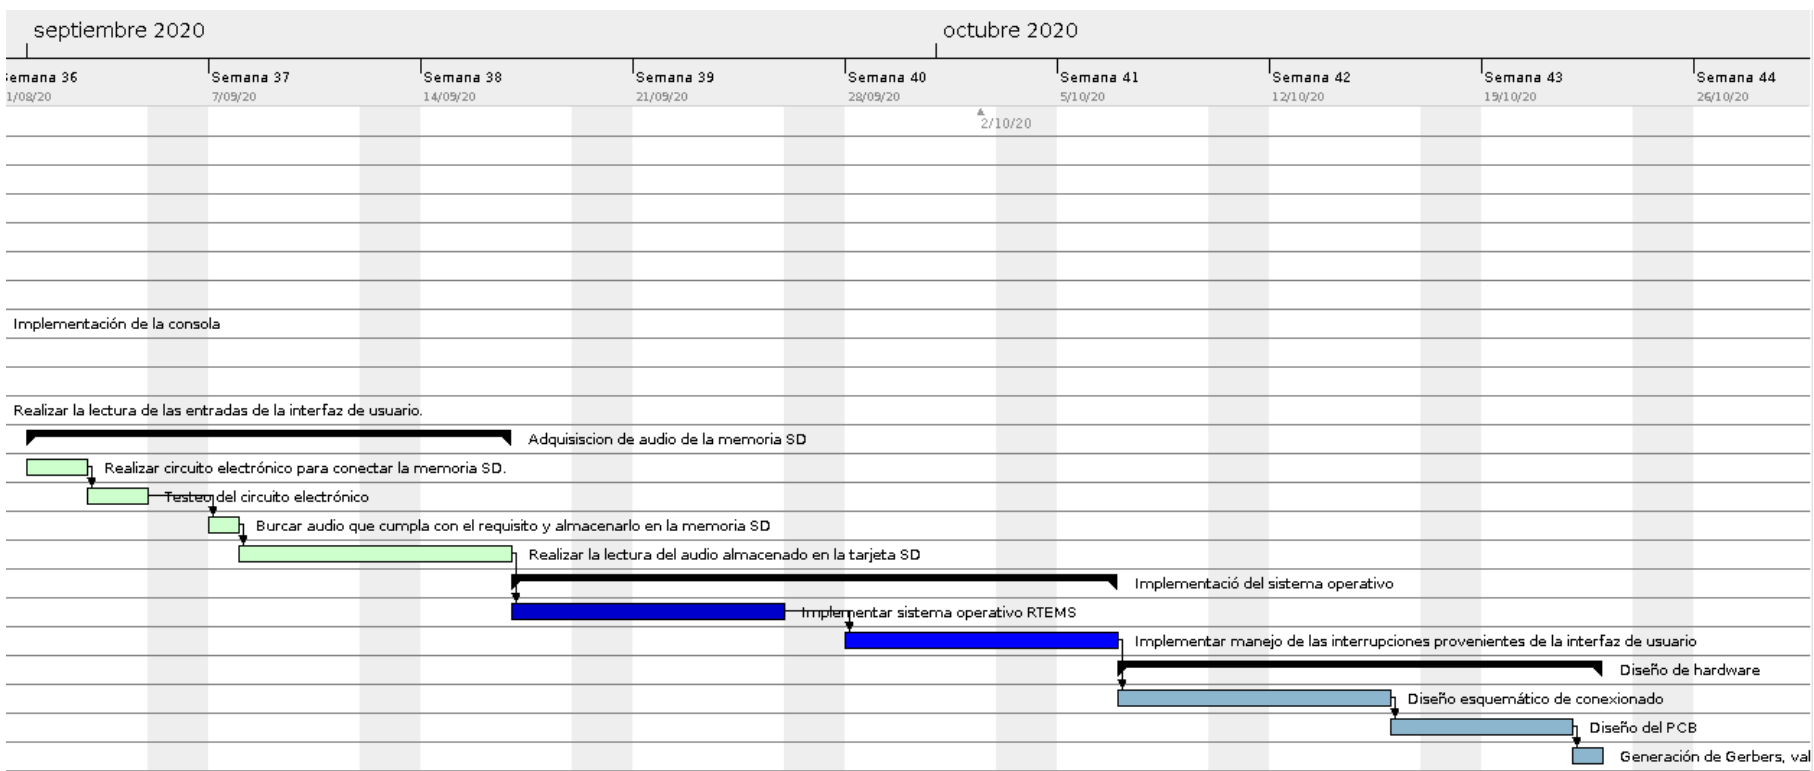 septiembre 2020 octubre 2020
emana 36 Semana 37 Semana 38 Semana 39 Semana 40 Semana 41 Semana 42 Semana 43 Semana 44
1/08/20 7/09/20 14/09/20 21/09/20 28/09/20 5/10/20 12/10/20 19/10/20 26/10/20
2/10/20
Implementación de la consola
Realizar la lectura de las entradas de la interfaz de usuario.
Adquisiscion de audio de la memoria SD
Realizar circuito electrónico para conectar la memoria SD.
Testeo del circuito electrónico
Burcar audio que cumpla con el requisito y almacenarlo en la memoria SD
Realizar la lectura del audio almacenado en la tarjeta SD
Implementació del sistema operativo
Implementar sistema operativo RTEMS
Implementar manejo de las interrupciones provenientes de la interfaz de usuario
Diseño de hardware
Diseño esquemático de conexionado
Diseño del PCB
Generación de Gerbers, val